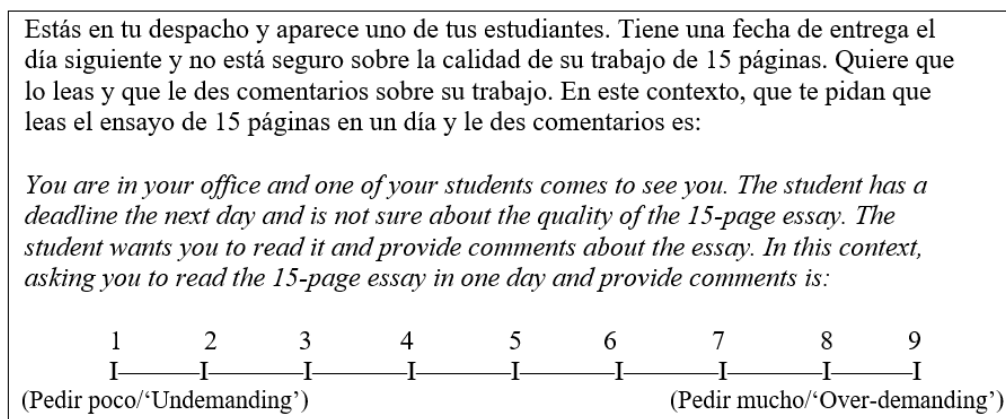 Estás en tu despacho y aparece uno de tus estudiantes. Tiene una fecha de entrega el
día siguiente y no está seguro sobre la calidad de su trabajo de 15 páginas. Quiere que
lo leas y que le des comentarios sobre su trabajo. En este contexto, que te pidan que
leas el ensayo de 15 páginas en un día y le des comentarios es:
You are in your office and one of your students comes to see you. The student has a
deadline the next day and is not sure about the quality of the 15-page essay. The
student wants you to read it and provide comments about the essay. In this context,
asking you to read the 15-page essay in one day and provide comments is:
1 2 3 4 5 6 7 8 9
I———I———I———I———I———I———I———I———I
(Pedir poco/‘Undemanding’) (Pedir mucho/‘Over-demanding’)